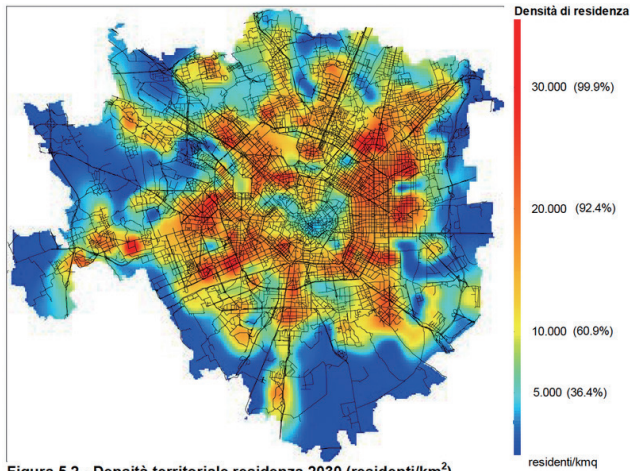 Densità di residenza
30.000 (99.9%)
20.000 (92.4%)
10.000 (60.9%)
5.000 (36.4%)
residenti/kmq
Figura 5.2 - Densità territoriale residenza 2030 (residenti/km²)